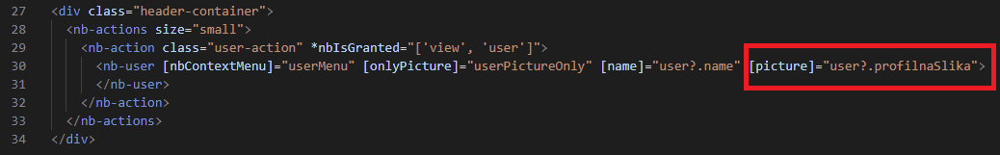 27 <div class="header-container">
28 <nb-actions size="small">
29 <nb-action class="user-action" *nbIsGranted="['view', 'user']">
30 <nb-user [nbContextMenu]="userMenu" [onlyPicture]="userPictureOnly" [name]="user?.name" [picture]="user?.profilnaSlika">
31 </nb-user>
32 </nb-action>
33 </nb-actions>
34 </div>